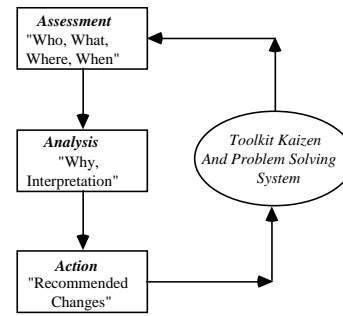 Assessment
"Who, What,
Where, When"
Analysis
"Why,
Interpretation"
Action
"Recommended
Changes"
Toolkit Kaizen
And Problem Solving
System